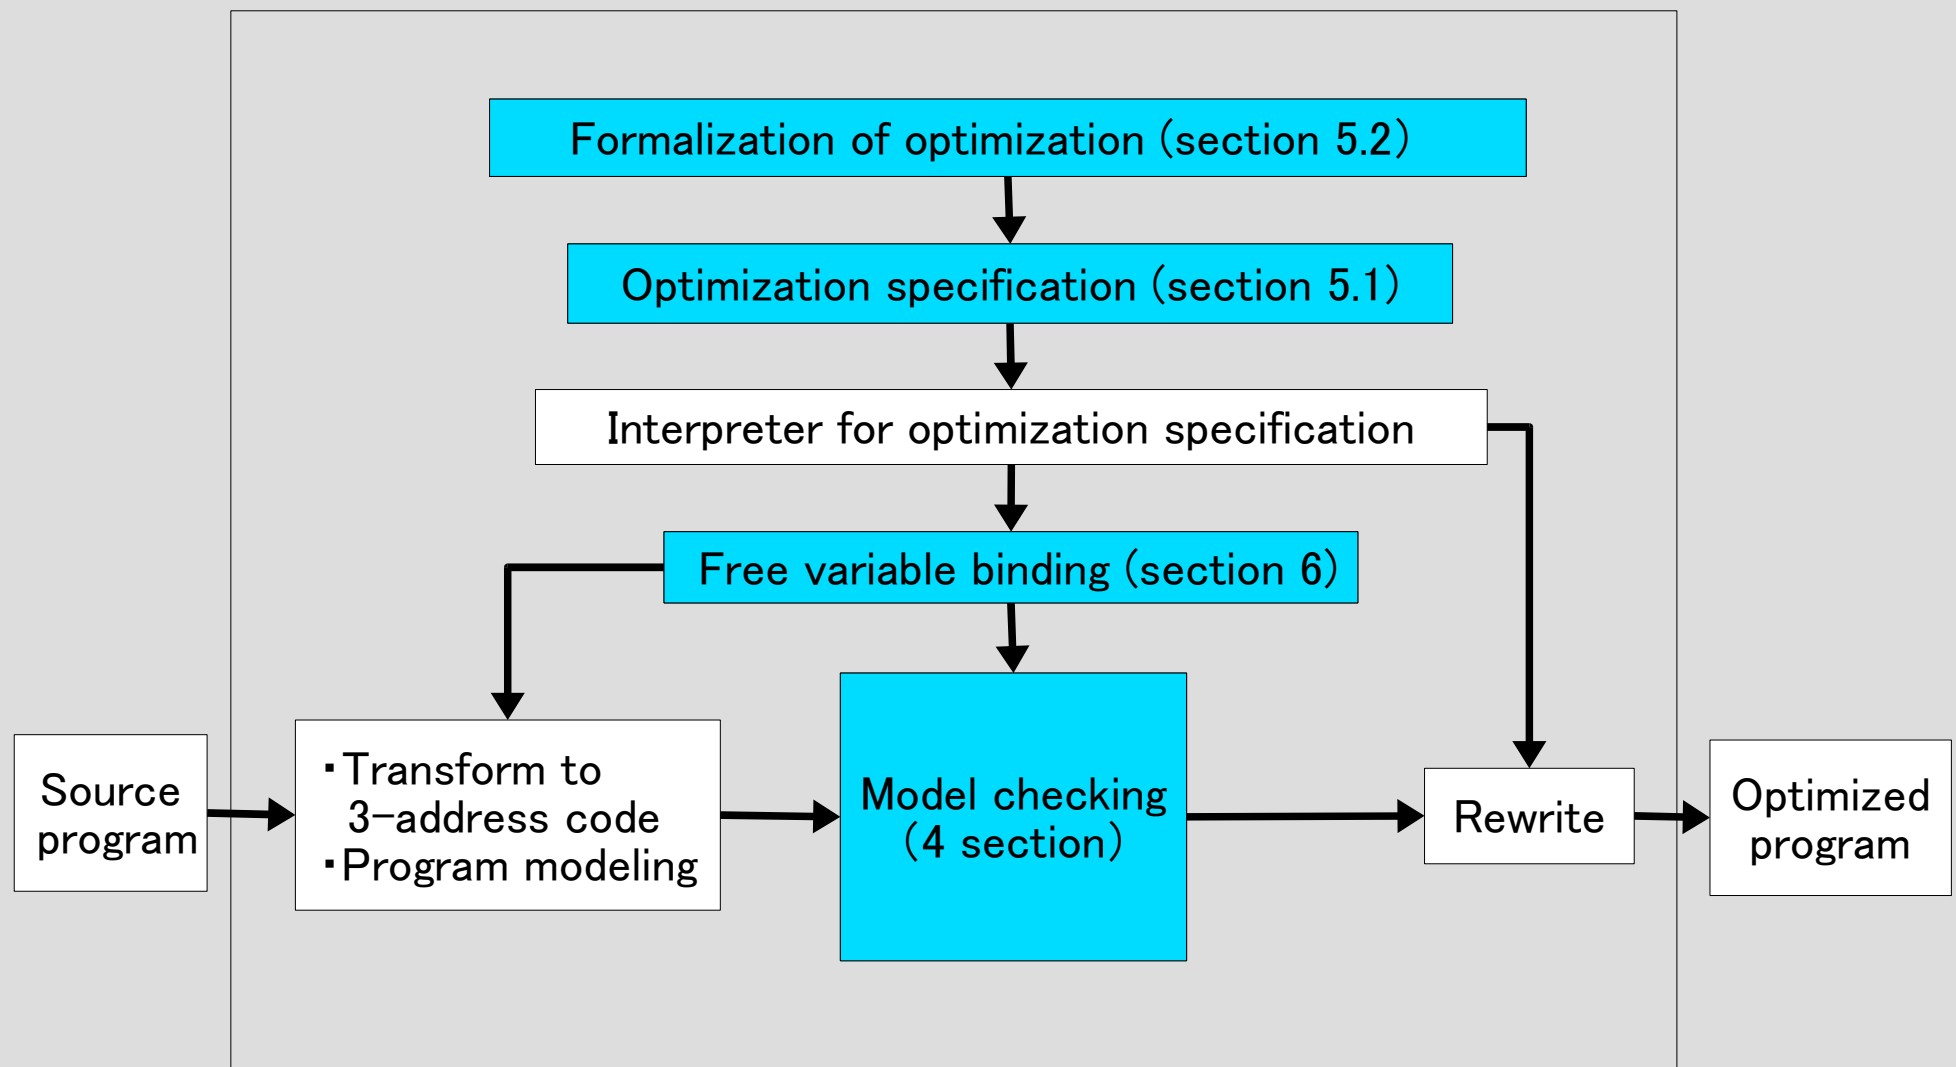 Formalization of optimization (section 5.2)
Optimization specification (section 5.1)
Interpreter for optimization specification
Free variable binding (section 6)
Source
program
・Transform to
3-address code
・Program modeling
Model checking
(4 section)
Rewrite
Optimized
program